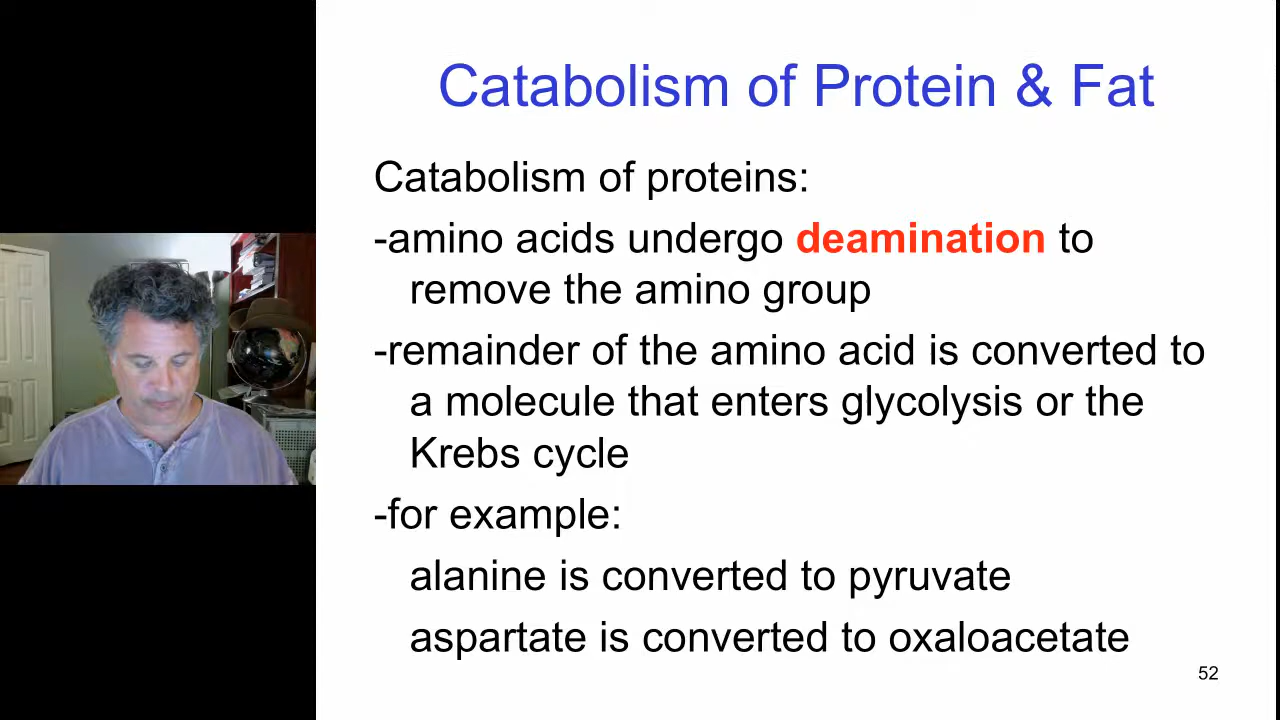 Catabolism of Protein & Fat
Catabolism of proteins:
-amino acids undergo deamination to
remove the amino group
-remainder of the amino acid is converted to
a molecule that enters glycolysis or the
Krebs cycle
-for example:
alanine is converted to pyruvate
aspartate is converted to oxaloacetate
52